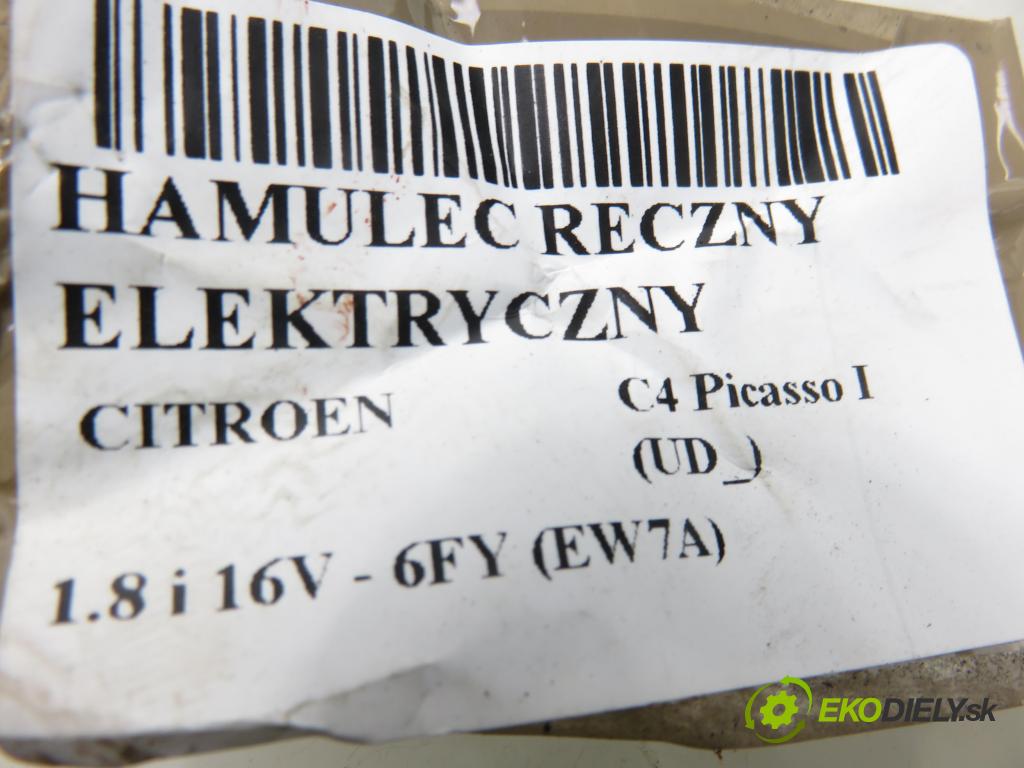 HAMULEC RECZNY
ELEKTRYCZNY
CITROEN C4 Picasso I
(UD_)
1.8 i 16V - 6FY (EW7A)
EKODIELY.sk